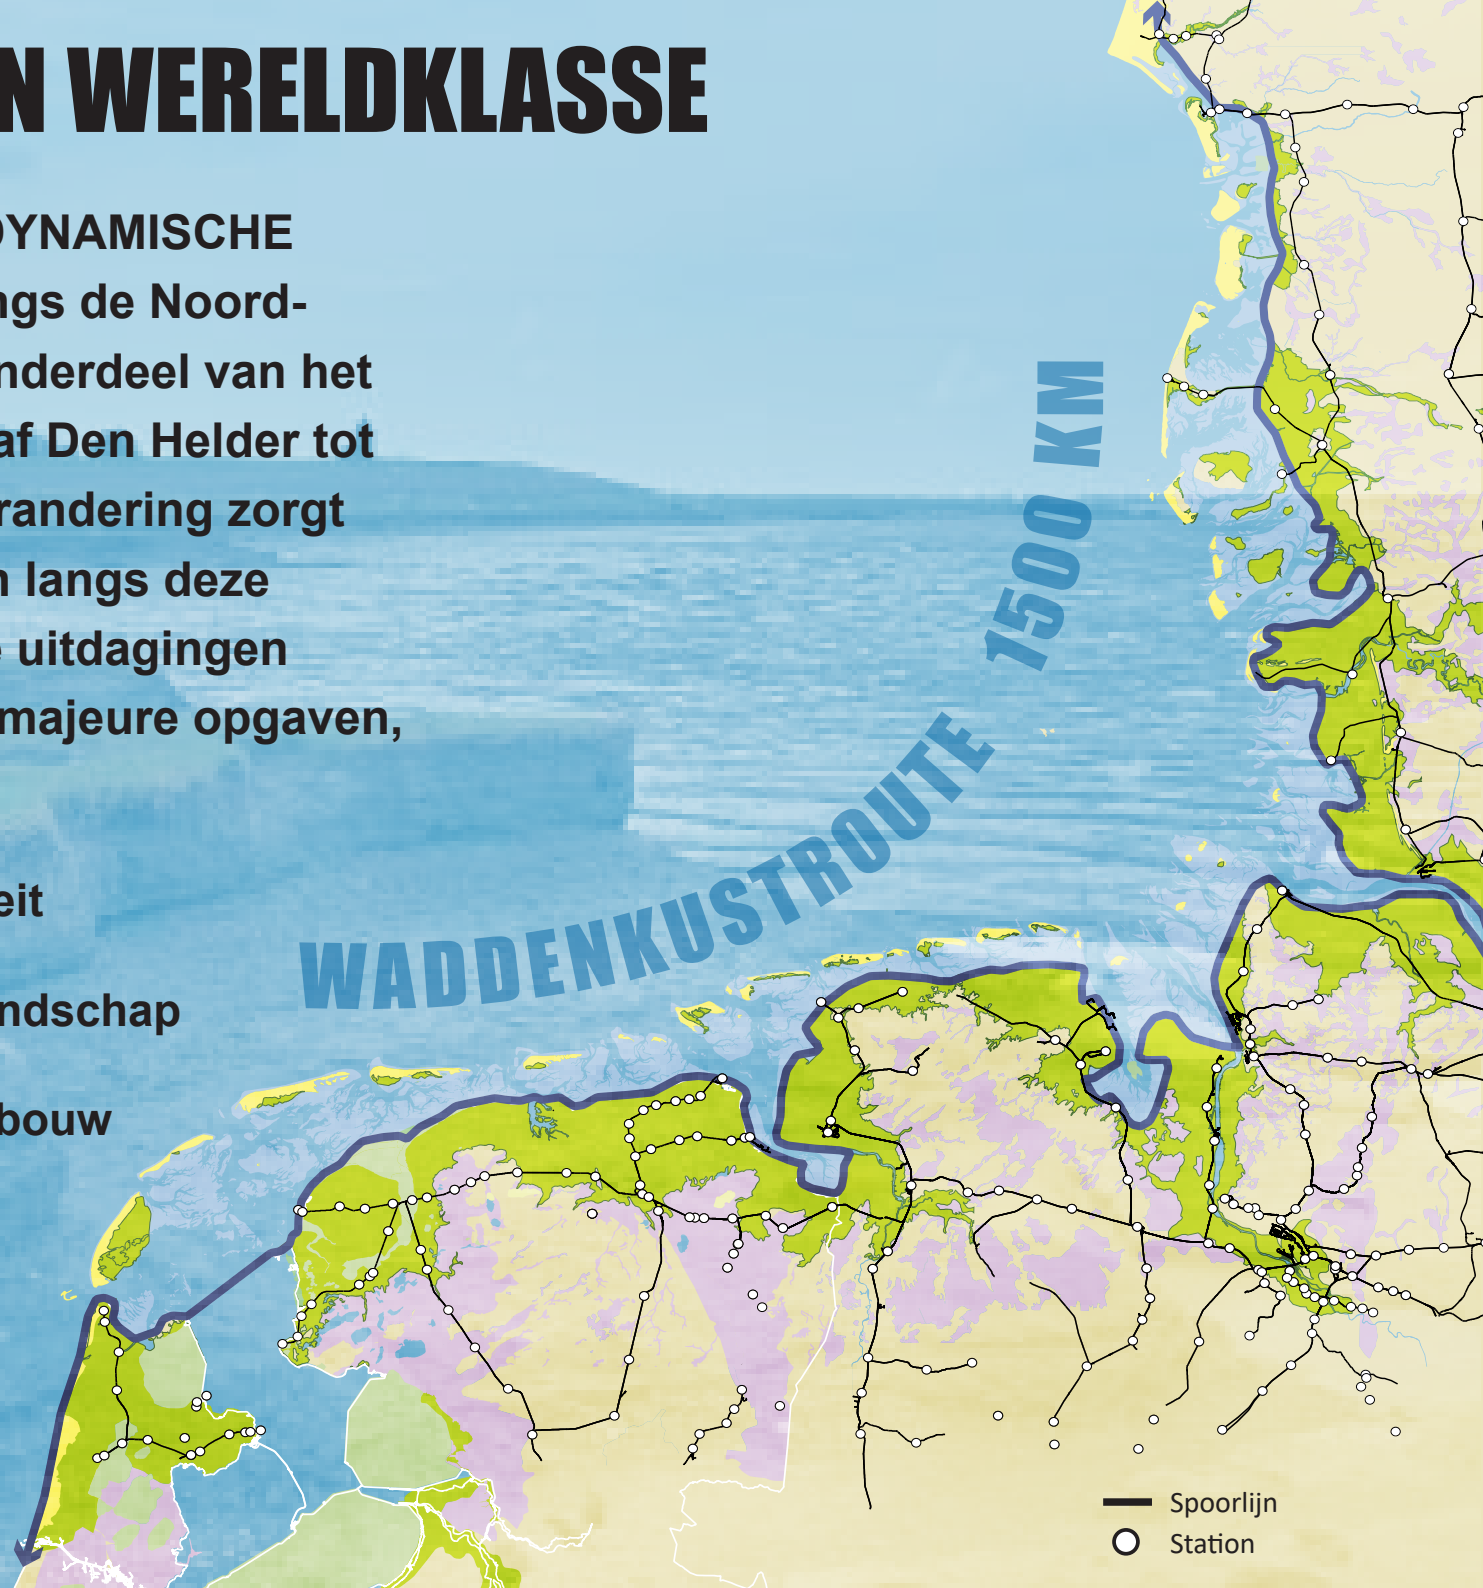 N WERELDKLASSE
DYNAMISCHE
ngs de Noord-
nderdeel van het
af Den Helder tot
randering zorgt
n langs deze
e uitdagingen
majeure opgaven,
eit
ndschap
bouw
WADDENKUSTROUTE 1500 KM
Spoorlijn
Station